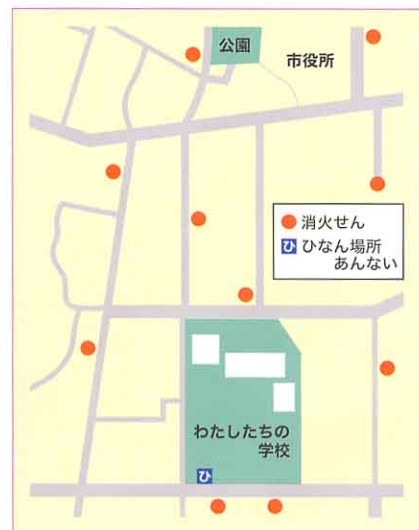 公園
市役所
消火せん
ひ ひなん場所
あんない
わたしたちの
学校
ひ